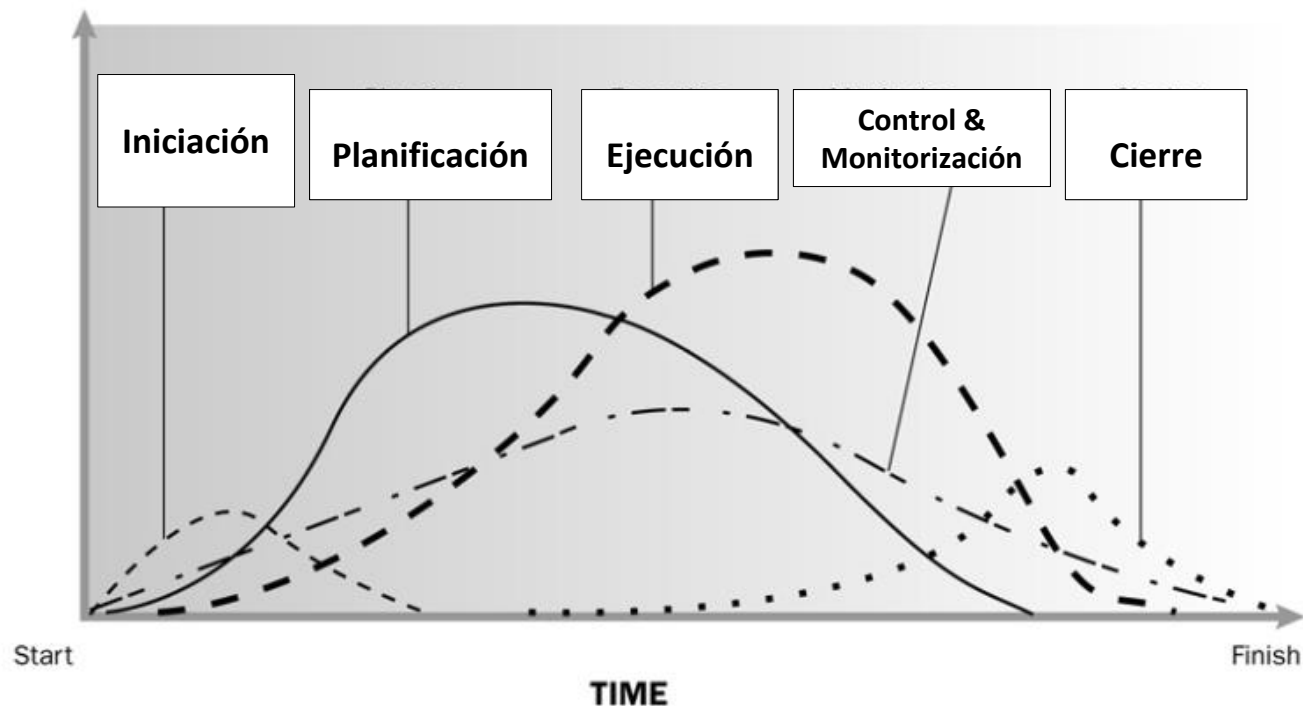 Iniciación
Planificación
Ejecución
Control &
Monitorización
Cierre
Start
Finish
TIME